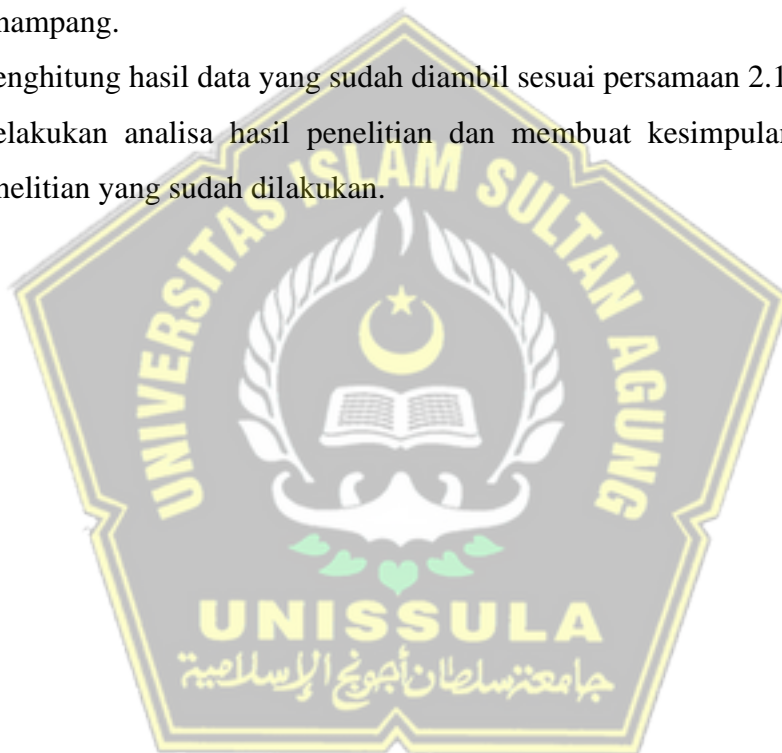 nampang.
enghitung hasil data yang sudah diambil sesuai persamaan 2.1
elakukan analisa hasil penelitian dan membuat kesimpulan
nelitian yang sudah dilakukan.
UNIVERSITAS ISLAM SULTAN AGUNG
UNISSULA
جامعة سلطان أجونج الإسلامية